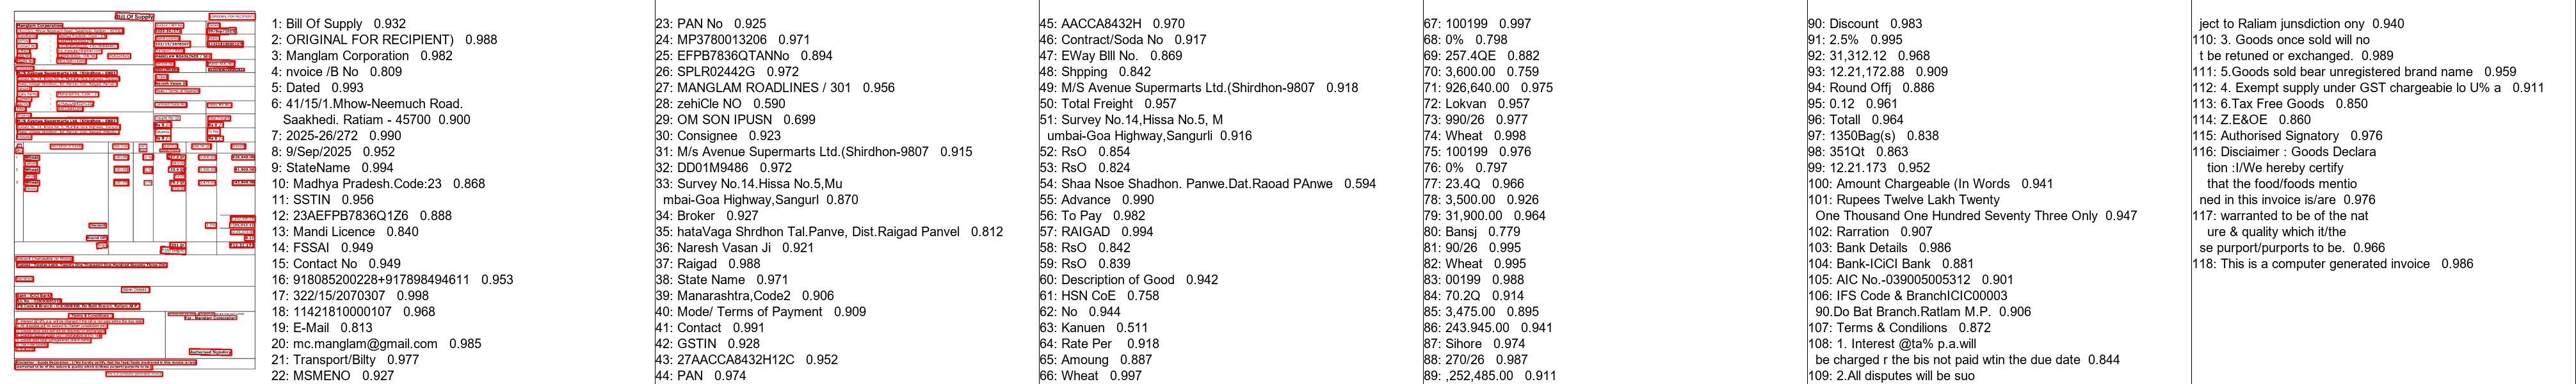 Bill Of Supply
1: Bill Of Supply 0.932
2: ORIGINAL FOR RECIPIENT) 0.988
3: Manglam Corporation 0.982
4: nvoice /B No 0.809
5: Dated 0.993
6: 41/15/1.Mhow-Neemuch Road.
Saakhedi. Ratiam - 45700 0.900
7: 2025-26/272 0.990
8: 9/Sep/2025 0.952
9: StateName 0.994
10: Madhya Pradesh.Code:23 0.868
11: SSTIN 0.956
12: 23AEFPB7836Q1Z6 0.888
13: Mandi Licence 0.840
14: FSSAI 0.949
15: Contact No 0.949
16: 918085200228+917898494611 0.953
17: 322/15/2070307 0.998
18: 11421810000107 0.968
19: E-Mail 0.813
20: mc.manglam@gmail.com 0.985
21: Transport/Bilty 0.977
22: MSMENO 0.927
23: PAN No 0.925
24: MP3780013206 0.971
25: EFPB7836QTANNo 0.894
26: SPLR02442G 0.972
27: MANGLAM ROADLINES / 301 0.956
28: zehiCle NO 0.590
29: OM SON IPUSN 0.699
30: Consignee 0.923
31: M/s Avenue Supermarts Ltd.(Shirdhon-9807 0.915
32: DD01M9486 0.972
33: Survey No.14.Hissa No.5,Mu
mbai-Goa Highway,Sangurl 0.870
34: Broker 0.927
35: hataVaga Shrdhon Tal.Panve, Dist.Raigad Panvel 0.812
36: Naresh Vasan Ji 0.921
37: Raigad 0.988
38: State Name 0.971
39: Manarashtra,Code2 0.906
40: Mode/ Terms of Payment 0.909
41: Contact 0.991
42: GSTIN 0.928
43: 27AACCA8432H12C 0.952
44: PAN 0.974
45: AACCA8432H 0.970
46: Contract/Soda No 0.917
47: EWay Blll No. 0.869
48: Shpping 0.842
49: M/S Avenue Supermarts Ltd.(Shirdhon-9807 0.918
50: Total Freight 0.957
51: Survey No.14,Hissa No.5, M
umbai-Goa Highway,Sangurli 0.916
52: RsO 0.854
53: RsO 0.824
54: Shaa Nsoe Shadhon. Panwe.Dat.Raoad PAnwe 0.594
55: Advance 0.990
56: To Pay 0.982
57: RAIGAD 0.994
58: RsO 0.842
59: RsO 0.839
60: Description of Good 0.942
61: HSN CoE 0.758
62: No 0.944
63: Kanuen 0.511
64: Rate Per 0.918
65: Amoung 0.887
66: Wheat 0.997
67: 100199 0.997
68: 0% 0.798
69: 257.4QE 0.882
70: 3,600.00 0.759
71: 926,640.00 0.975
72: Lokvan 0.957
73: 990/26 0.977
74: Wheat 0.998
75: 100199 0.976
76: 0% 0.797
77: 23.4Q 0.966
78: 3,500 0.926
79: 31,900.00 0.964
80: Bansj 0.779
81: 90/26 0.995
82: Wheat 0.995
83: 00199 0.988
84: 70.2Q 0.914
85: 3,475.00 0.895
86: 243.945.00 0.941
87: Sihore 0.974
88: 270/26 0.987
89: ,252,485.00 0.911
90: Discount 0.983
91: 2.5% 0.995
92: 31,312.12 0.968
93: 12.21,172.88 0.909
94: Round Offj 0.886
95: 0.12 0.961
96: Totall 0.964
97: 1350Bag(s) 0.838
98: 351Qt 0.863
99: 12.21.173 0.952
100: Amount Chargeable (In Words 0.941
101: Rupees Twelve Lakh Twenty
One Thousand One Hundred Seventy Three Only 0.947
102: Rarration 0.907
103: Bank Details 0.986
104: Bank-ICiCI Bank 0.881
105: AIC No.-039005005312 0.901
106: IFS Code & BranchICIC00003
90.Do Bat Branch.Ratlam M.P. 0.906
107: Terms & Condilions 0.872
108: 1. Interest @ta% p.a.will
be charged r the bis not paid wtin the due date 0.844
109: 2.All disputes will be suo
ject to Raliam junsdiction ony 0.940
110: 3. Goods once sold will no
t be retuned or exchanged. 0.989
111: 5.Goods sold bear unregistered brand name 0.959
112: 4. Exempt supply under GST chargeabie lo U% a 0.911
113: 6.Tax Free Goods 0.850
114: Z.E&OE 0.860
115: Authorised Signatory 0.976
116: Disciaimer : Goods Declara
tion :I/We hereby certify
that the food/foods mentio
ned in this invoice is/are 0.976
117: warranted to be of the nat
ure & quality which it/the
se purport/purports to be. 0.966
118: This is a computer generated invoice 0.986